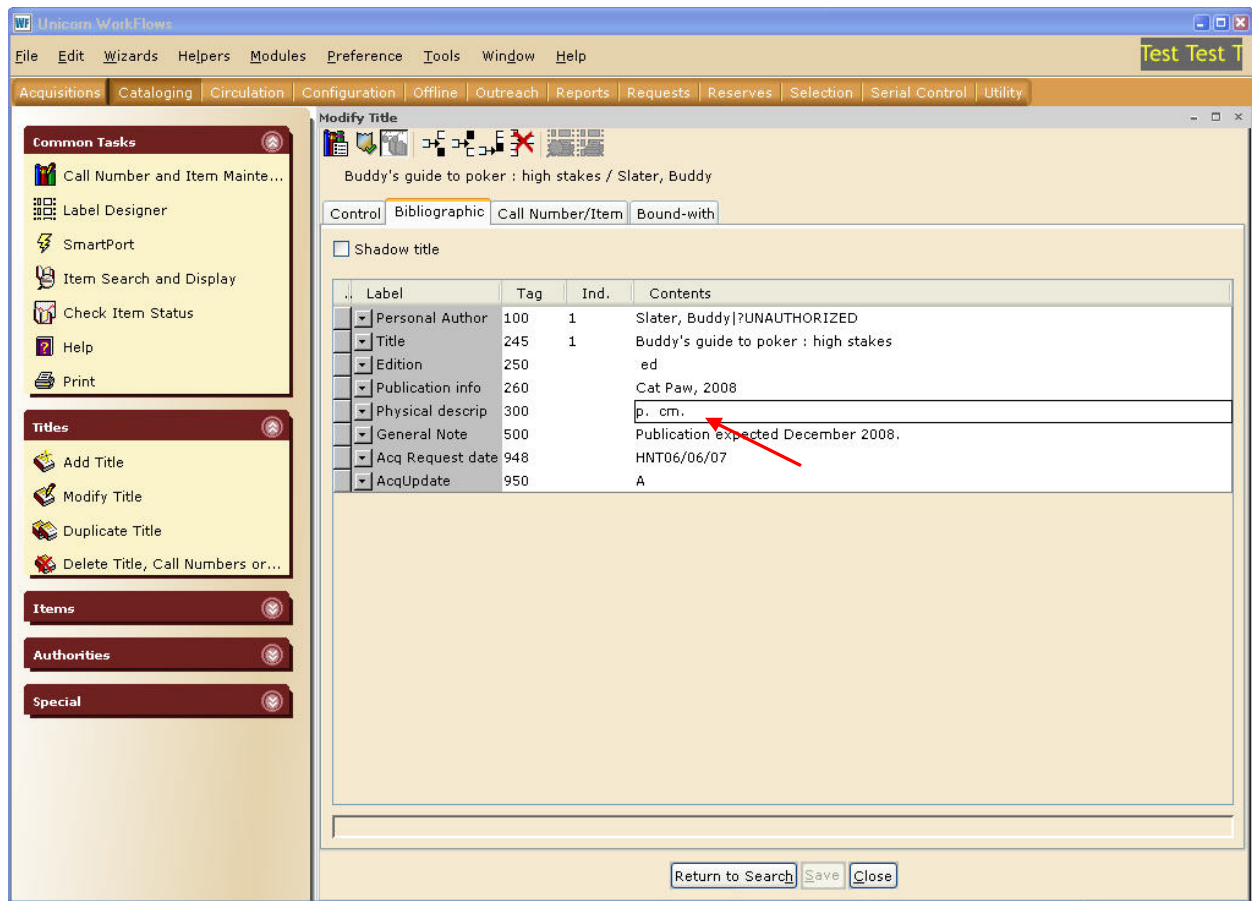 WF Unicorn WorkFlows
File Edit Wizards Helpers Modules Preference Tools Window Help
Test Test T
Acquisitions Cataloging Circulation Configuration Offline Outreach Reports Requests Reserves Selection Serial Control Utility
Common Tasks
Call Number and Item Mainte...
Label Designer
SmartPort
Item Search and Display
Check Item Status
Help
Print
Titles
Add Title
Modify Title
Duplicate Title
Delete Title, Call Numbers or...
Items
Authorities
Special
Modify Title
Buddy's guide to poker : high stakes / Slater, Buddy
Control Bibliographic Call Number/Item Bound-with
Shadow title
.. Label Tag Ind. Contents
Personal Author 100 1 Slater, Buddy|?UNAUTHORIZED
Title 245 1 Buddy's guide to poker : high stakes
Edition 250 ed
Publication info 260 Cat Paw, 2008
Physical descrip 300 p. cm.
General Note 500 Publication expected December 2008.
Acq Request date 948 HNT06/06/07
AcqUpdate 950 A
Return to Search Save Close